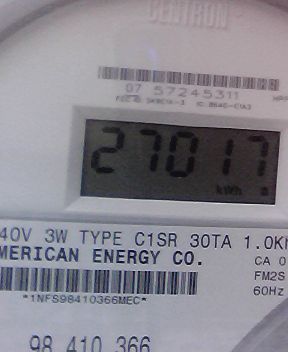 CENTRON
07 57245311
27017
kWh
40V 3W TYPE C1SR 30TA 1.0K
MERICAN ENERGY CO.
CA 0
FM2S
60Hz
*1NFS98410366MEC*
98 410 366